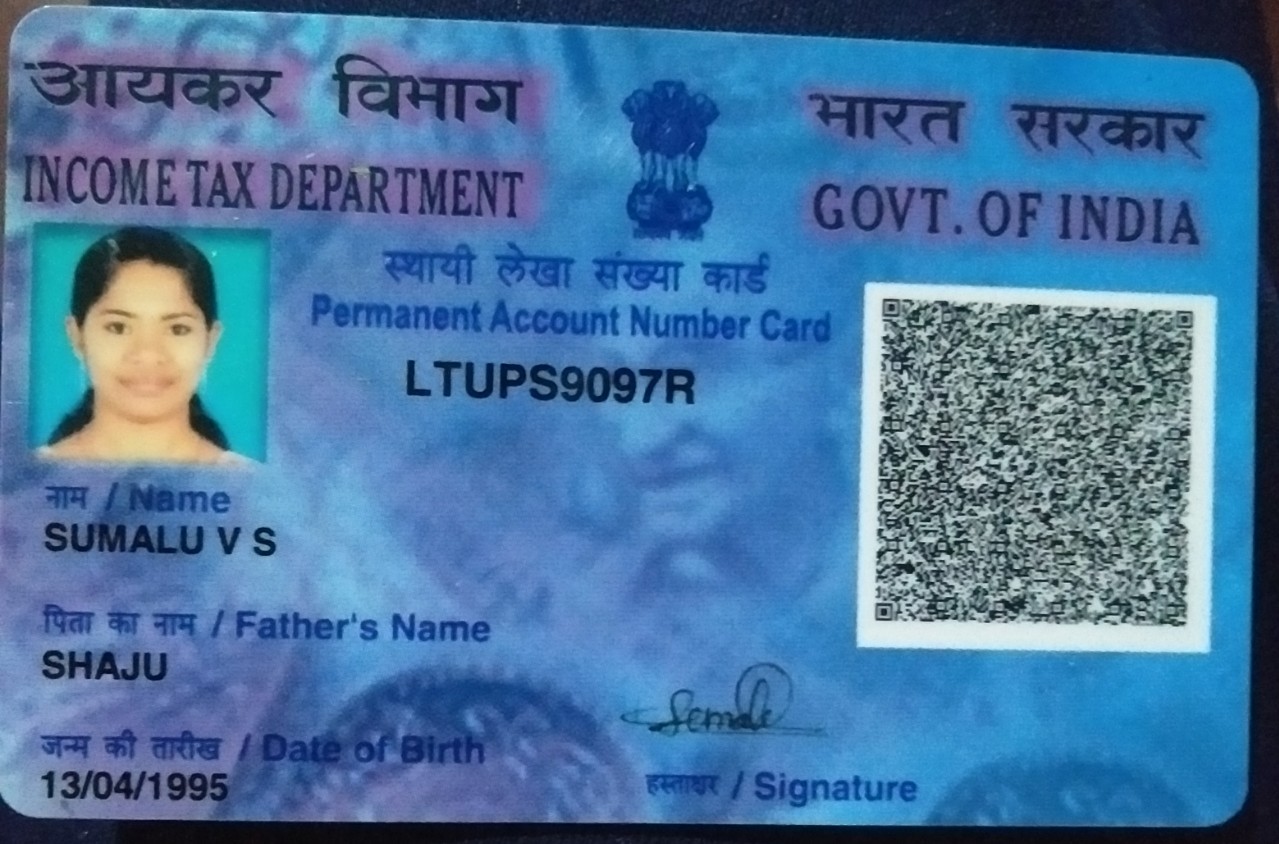 आयकर विभाग
INCOME TAX DEPARTMENT
भारत सरकार
GOVT. OF INDIA
स्थायी लेखा संख्या कार्ड
Permanent Account Number Card
LTUPS9097R
नाम / Name
SUMALU V S
पिता का नाम / Father's Name
SHAJU
जन्म की तारीख / Date of Birth
13/04/1995
हस्ताक्षर / Signature